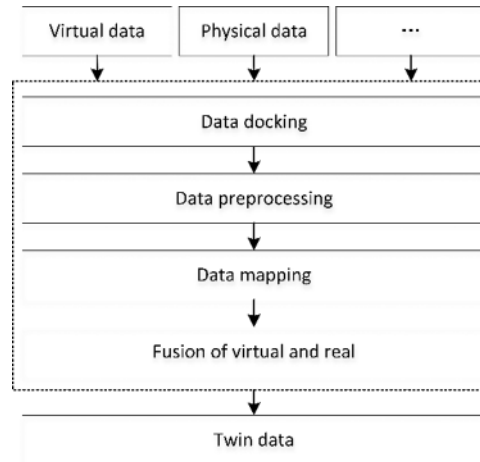 Virtual data
Physical data
...
Data docking
Data preprocessing
Data mapping
Fusion of virtual and real
Twin data